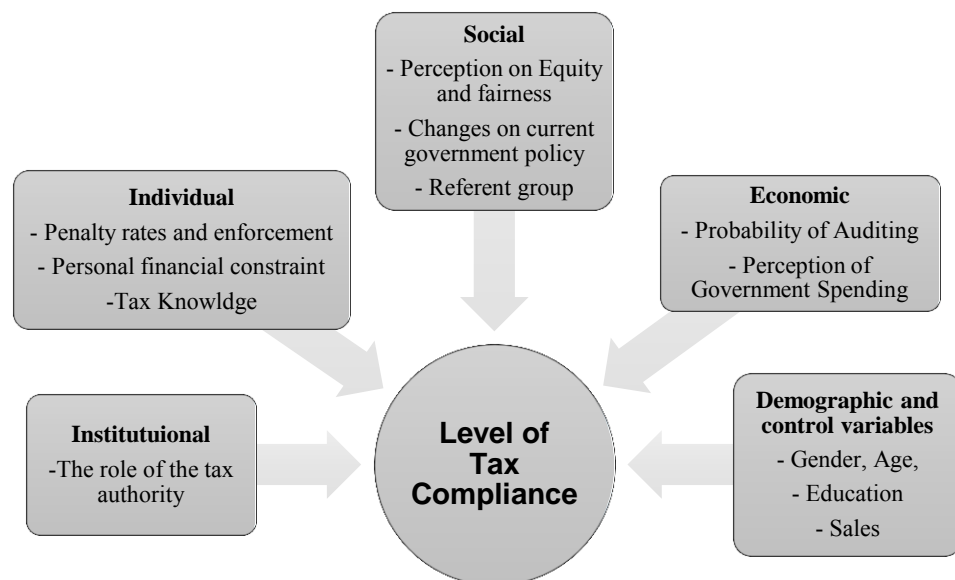 Social
- Perception on Equity
and fairness
- Changes on current
government policy
- Referent group
Individual
- Penalty rates and enforcement
- Personal financial constraint
-Tax Knowldge
Economic
- Probability of Auditing
- Perception of
Government Spending
Institutuional
-The role of the tax
authority
Level of
Tax
Compliance
Demographic and
control variables
- Gender, Age,
- Education
- Sales